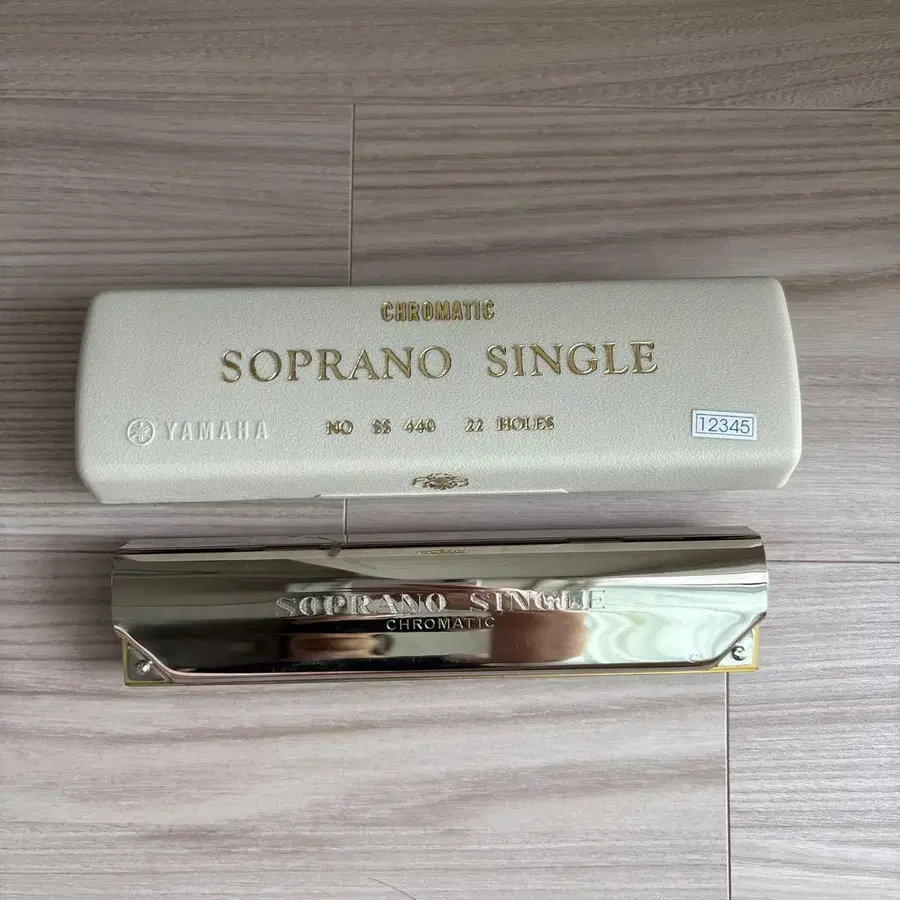 CHROMATIC
SOPRANO SINGLE
YAMAHA NO SS 440 22 HOLES 12345
SOPRANO SINGLE
CHROMATIC
C#